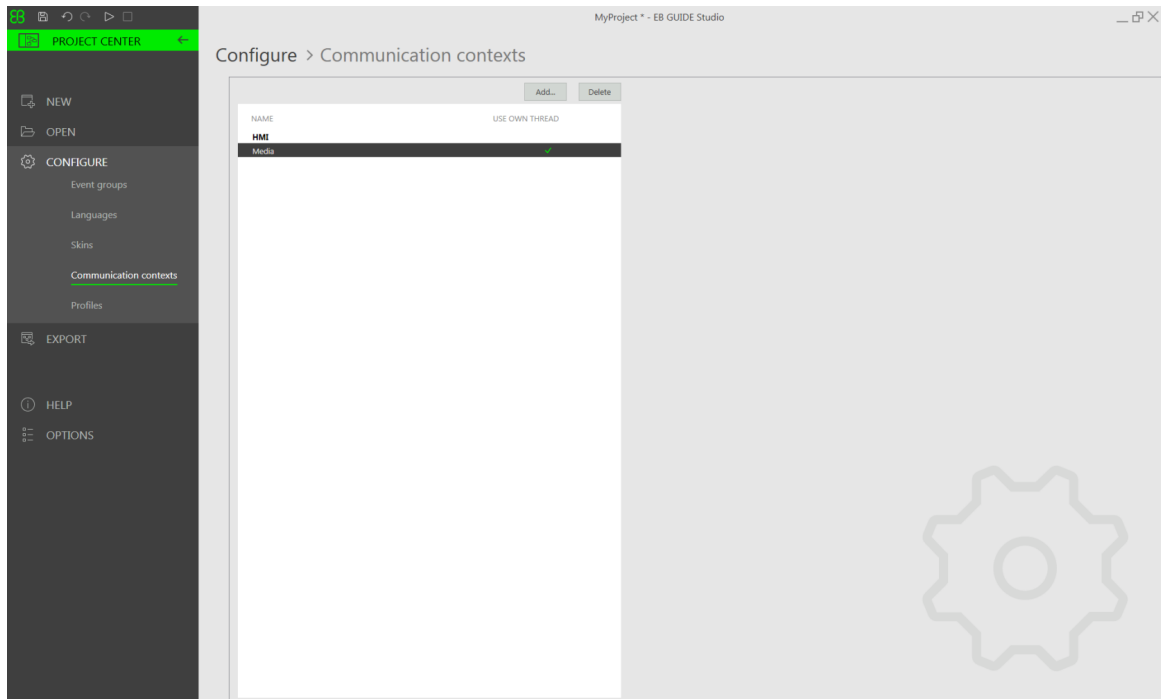 EB
MyProject * - EB GUIDE Studio
PROJECT CENTER
Configure > Communication contexts
NEW
OPEN
CONFIGURE
Event groups
Languages
Skins
Communication contexts
Profiles
EXPORT
HELP
OPTIONS
Add... Delete
NAME USE OWN THREAD
HMI
Media